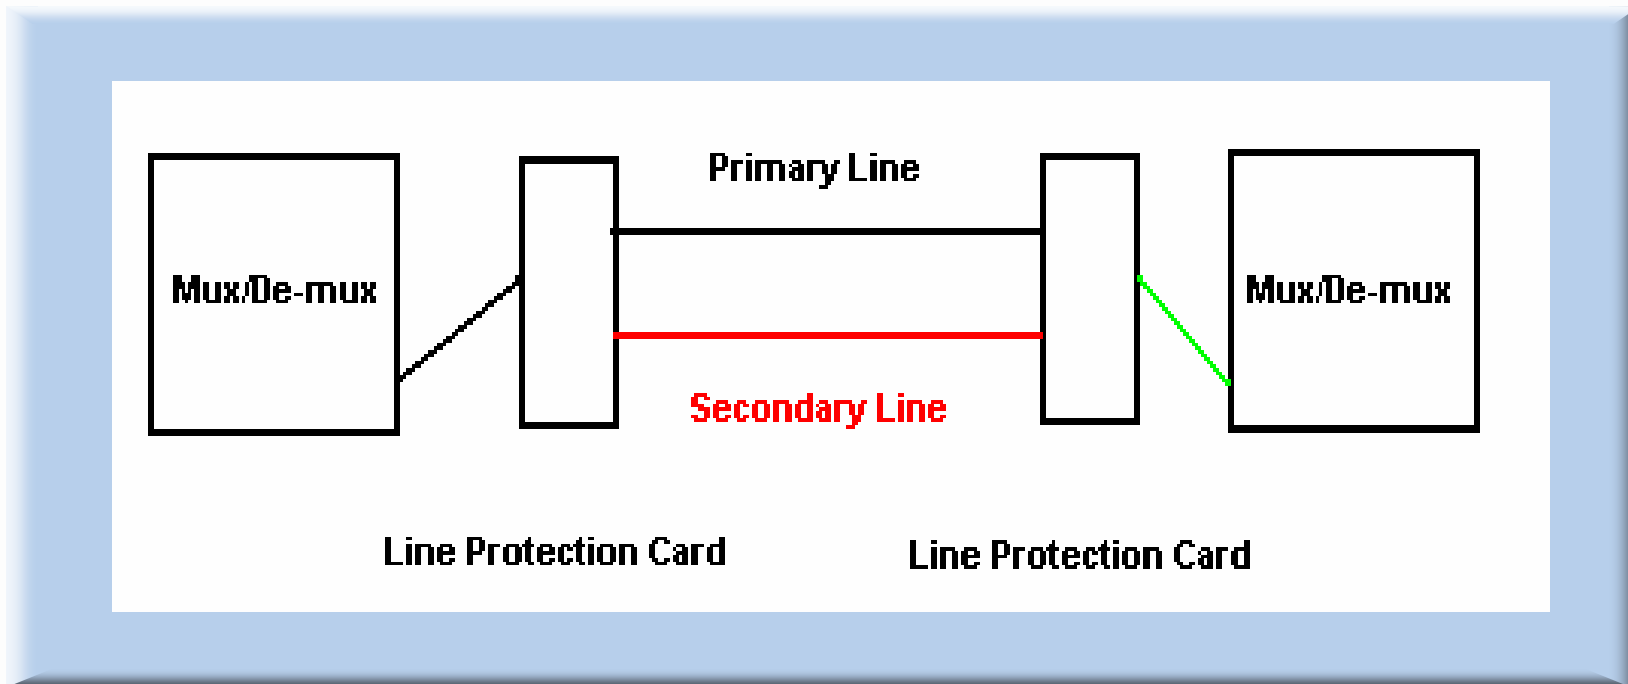 Primary Line
Mux/De-mux
Mux/De-mux
Secondary Line
Line Protection Card
Line Protection Card